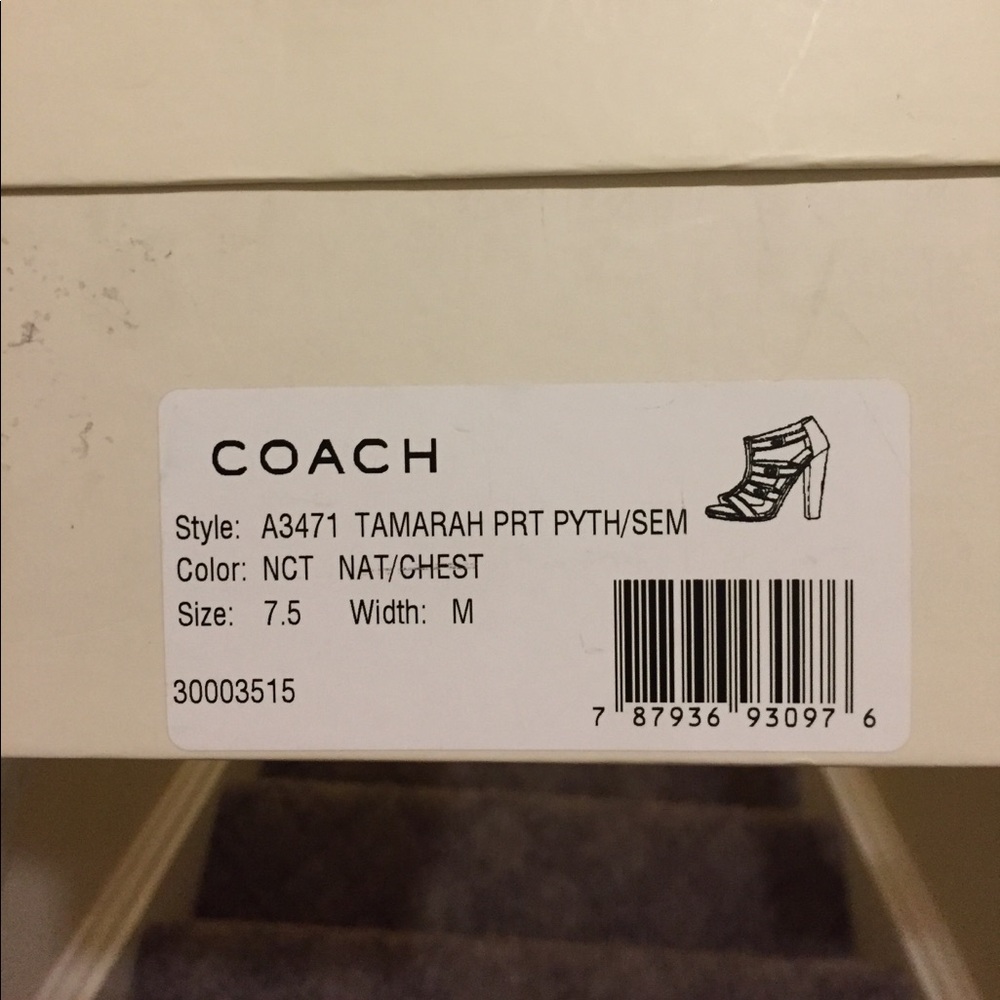 COACH
Style: A3471 TAMARAH PRT PYTH/SEM
Color: NCT NAT/CHEST
Size: 7.5 Width: M
30003515
7 87936 93097 6